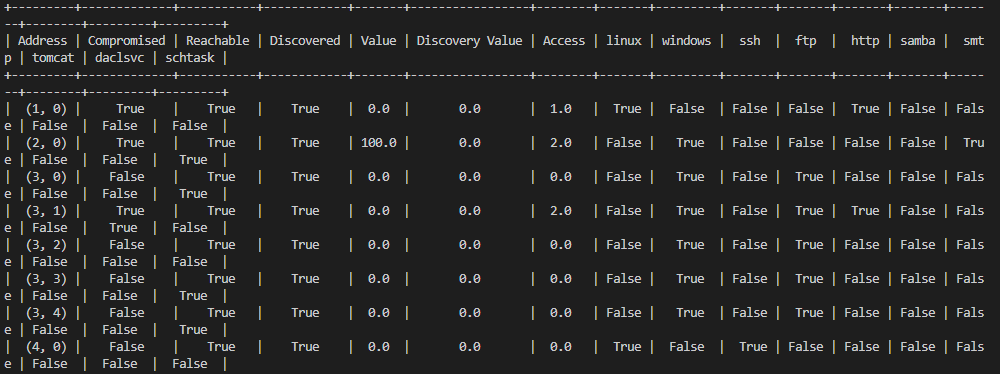 +---------+-------------+-----------+------------+-------+-----------------+--------+-------+---------+-------+-------+-------+-------+-----
--+--------+---------+----------+
| Address | Compromised | Reachable | Discovered | Value | Discovery Value | Access | linux | windows |  ssh  |  ftp  |  http | samba |  smt
p | tomcat | daclsvc | schtask |
+---------+-------------+-----------+------------+-------+-----------------+--------+-------+---------+-------+-------+-------+-------+-----
--+--------+---------+----------+
|  (1, 0) |     True    |    True   |    True    |  0.0  |       0.0       |  1.0   |  True |  False  | False | False |  True | False | Fals
e | False  |  False  |  False  |
|  (2, 0) |     True    |    True   |    True    | 100.0 |       0.0       |  2.0   | False |   True  | False | False | False | False |  Tru
e | False  |  False  |   True  |
|  (3, 0) |    False    |    True   |    True    |  0.0  |       0.0       |  0.0   | False |   True  | False |  True | False | False | Fals
e | False  |  False  |   True  |
|  (3, 1) |     True    |    True   |    True    |  0.0  |       0.0       |  2.0   | False |   True  | False |  True |  True | False | Fals
e | False  |   True  |  False  |
|  (3, 2) |    False    |    True   |    True    |  0.0  |       0.0       |  0.0   | False |   True  | False |  True | False | False | Fals
e | False  |  False  |  False  |
|  (3, 3) |    False    |    True   |    True    |  0.0  |       0.0       |  0.0   | False |   True  | False |  True | False | False | Fals
e | False  |  False  |   True  |
|  (3, 4) |    False    |    True   |    True    |  0.0  |       0.0       |  0.0   | False |   True  | False |  True | False | False | Fals
e | False  |  False  |   True  |
|  (4, 0) |    False    |    True   |    True    |  0.0  |       0.0       |  0.0   |  True |  False  |  True | False | False | False | Fals
e | False  |  False  |  False  |